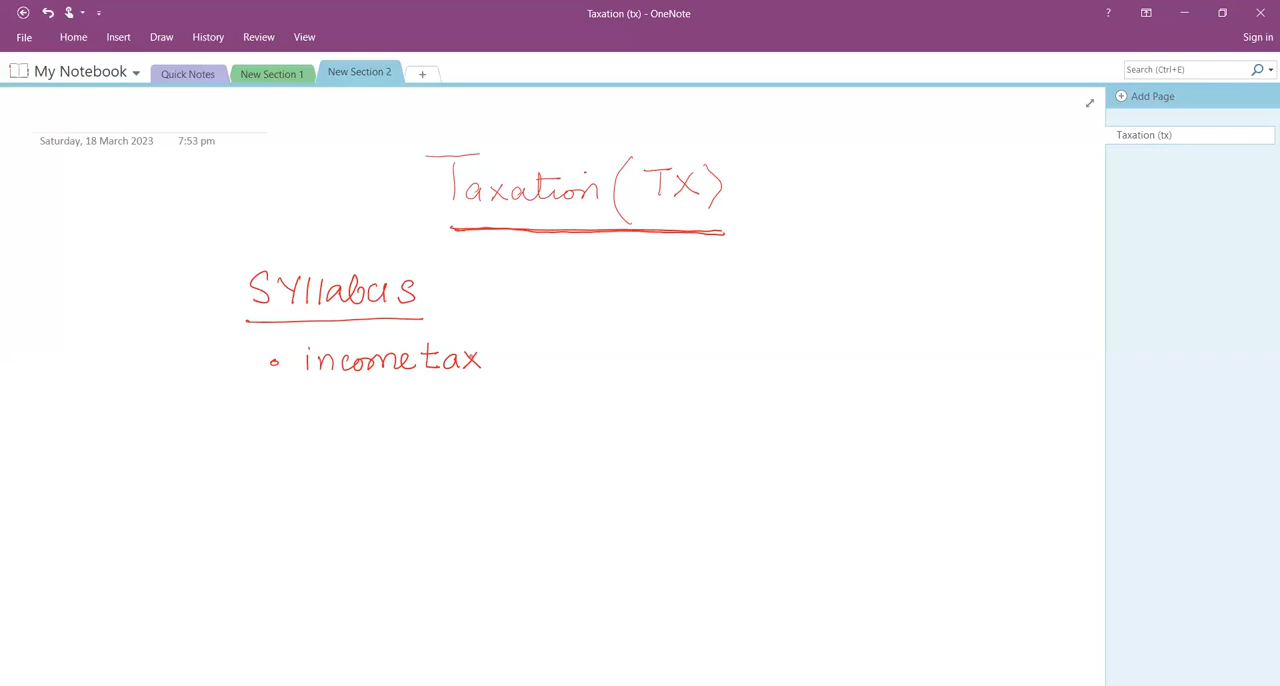 Taxation (tx) - OneNote
?
File Home Insert Draw History Review View
Sign in
My Notebook
Quick Notes
New Section 1
New Section 2
+
Search (Ctrl+E)
Add Page
Taxation (tx)
Saturday, 18 March 2023 7:53 pm
Taxation (TX)
Syllabus
• income tax